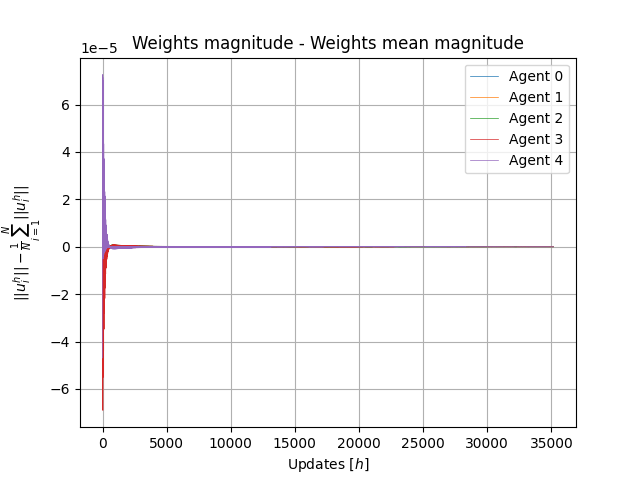 Weights magnitude - Weights mean magnitude
1e−5
6
4
2
0
−2
−4
−6
||u_i^h|| − \frac{1}{N} \sum_{i=1}^{N} ||u_i^h||
0 5000 10000 15000 20000 25000 30000 35000
Updates [h]
Agent 0
Agent 1
Agent 2
Agent 3
Agent 4